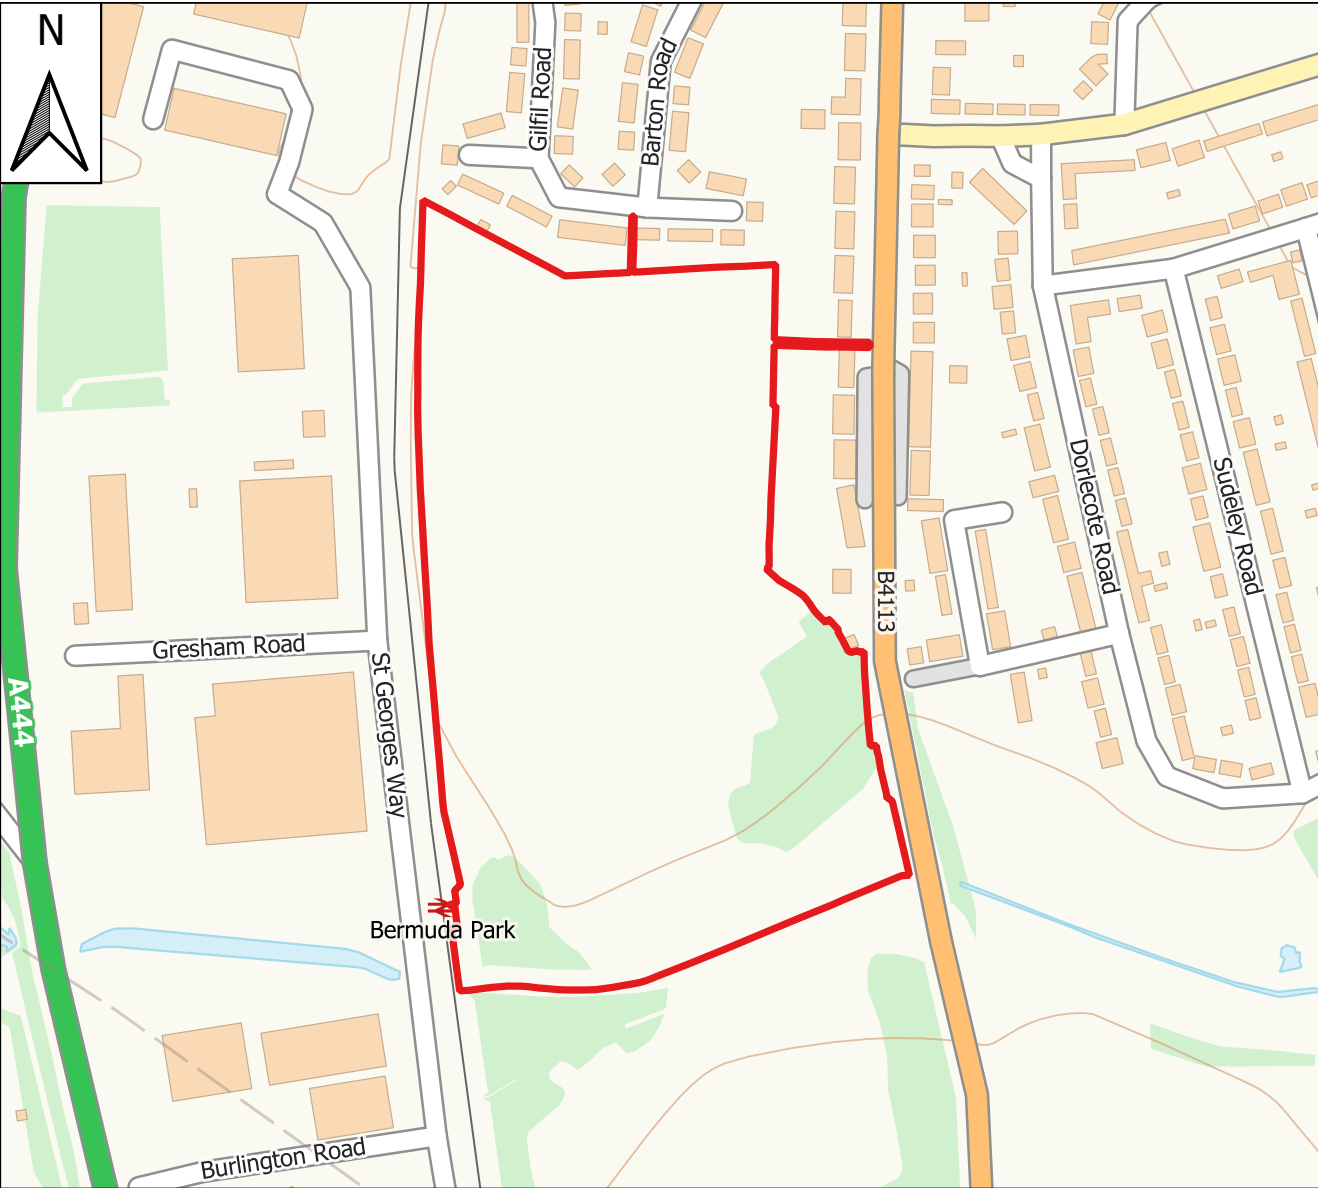 N
Gilfil Road
Barton Road
Dorlecote Road
Sudeley Road
B4113
Gresham Road
St Georges Way
A444
Bermuda Park
Burlington Road